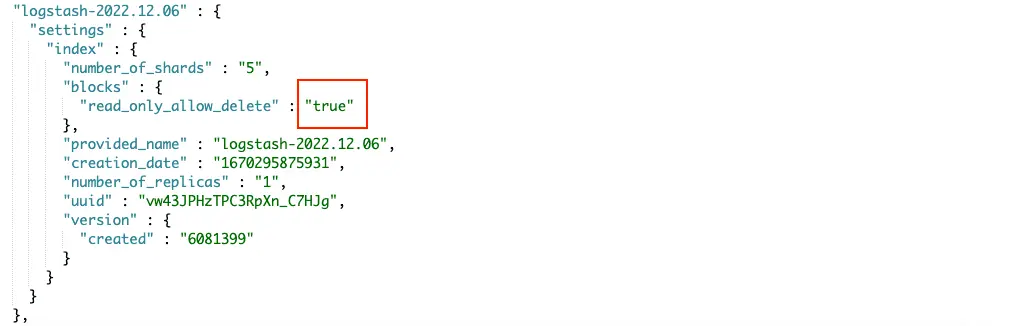 "logstash-2022.12.06" : {
"settings" : {
"index" : {
"number_of_shards" : "5",
"blocks" : {
"read_only_allow_delete" : "true"
},
"provided_name" : "logstash-2022.12.06",
"creation_date" : "1670295875931",
"number_of_replicas" : "1",
"uuid" : "vw43JPHzTPC3RpXn_C7HJg",
"version" : {
"created" : "6081399"
}
}
}
},